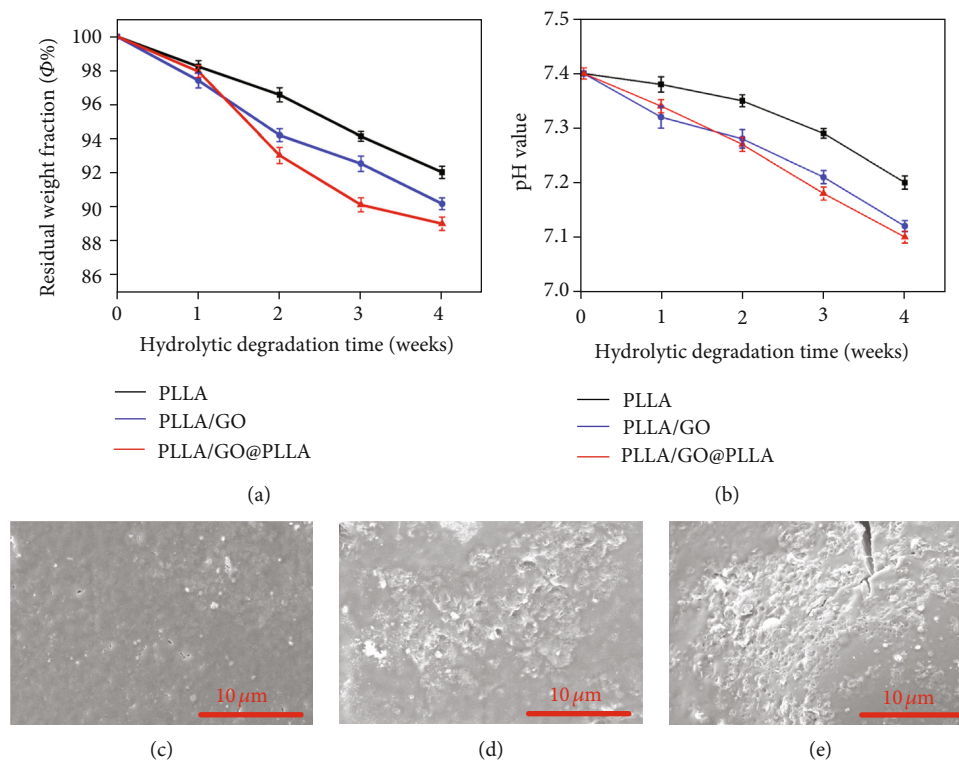 100
98
96
94
92
90
88
86
Residual weight fraction (Φ%)
0 1 2 3 4
Hydrolytic degradation time (weeks)
PLLA
PLLA/GO
PLLA/GO@PLLA
(a)
7.4
7.3
7.2
7.1
7.0
pH value
0 1 2 3 4
Hydrolytic degradation time (weeks)
PLLA
PLLA/GO
PLLA/GO@PLLA
(b)
10 μm
(c)
10 μm
(d)
10 μm
(e)